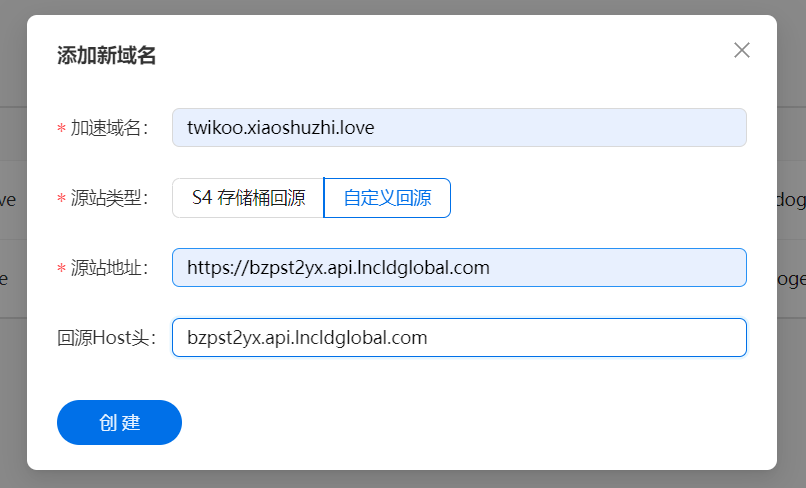 添加新域名
* 加速域名： twikoo.xiaoshuzhi.love
ve
* 源站类型： S4 存储桶回源 自定义回源
doge
* 源站地址： https://bzpst2yx.api.lncldglobal.com
e
oge
回源Host头： bzpst2yx.api.lncldglobal.com
创 建